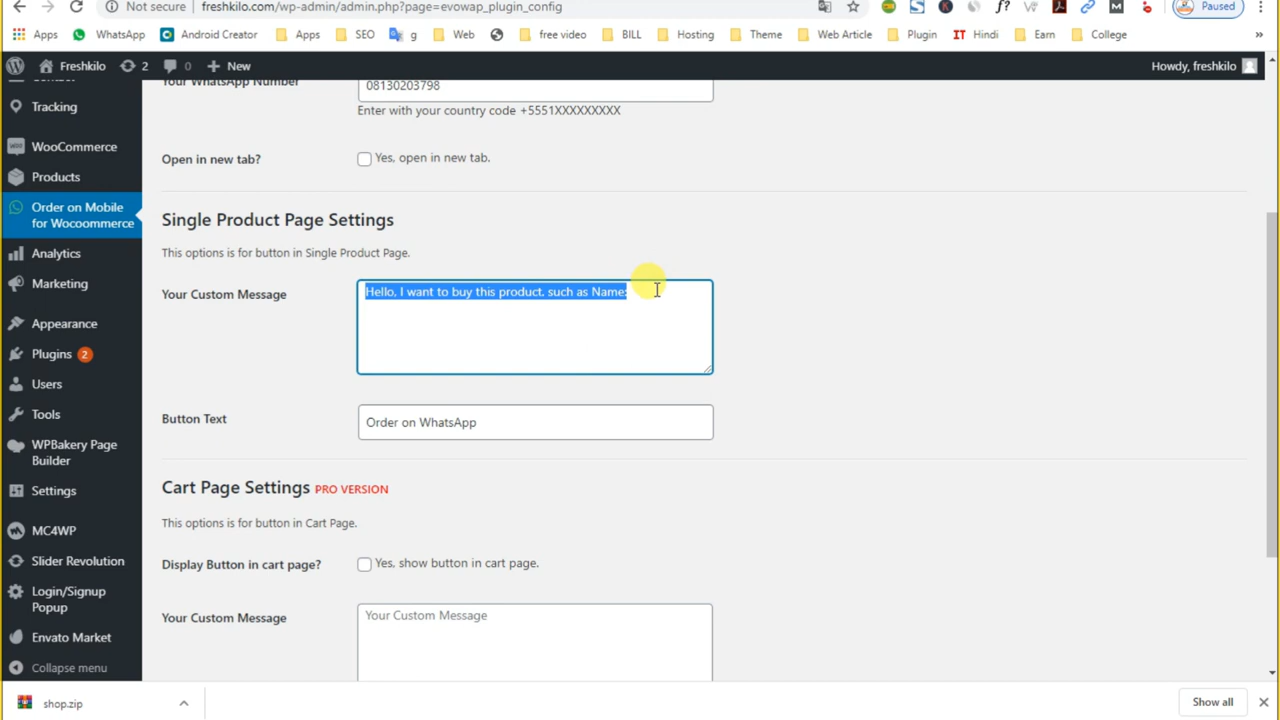 Not secure
freshkilo.com/wp-admin/admin.php?page=evowap_plugin_config
Paused
Apps
WhatsApp
Android Creator
Apps
SEO
g
Web
free video
BILL
Hosting
Theme
Web Article
Plugin
IT Hindi
Earn
College
»
Freshkilo
2
0
New
Howdy, freshkilo
Tracking
WooCommerce
Products
Order on Mobile
for Wocoommerce
Analytics
Marketing
Appearance
Plugins 2
Users
Tools
WPBakery Page
Builder
Settings
MC4WP
Slider Revolution
Login/Signup
Popup
Envato Market
Collapse menu
Your WhatsApp Number
08130203798
Enter with your country code +5551XXXXXXXXX
Open in new tab?
Yes, open in new tab.
Single Product Page Settings
This options is for button in Single Product Page.
Your Custom Message
Hello, I want to buy this product. such as Name:
Button Text
Order on WhatsApp
Cart Page Settings PRO VERSION
This options is for button in Cart Page.
Display Button in cart page?
Yes, show button in cart page.
Your Custom Message
Your Custom Message
shop.zip
Show all